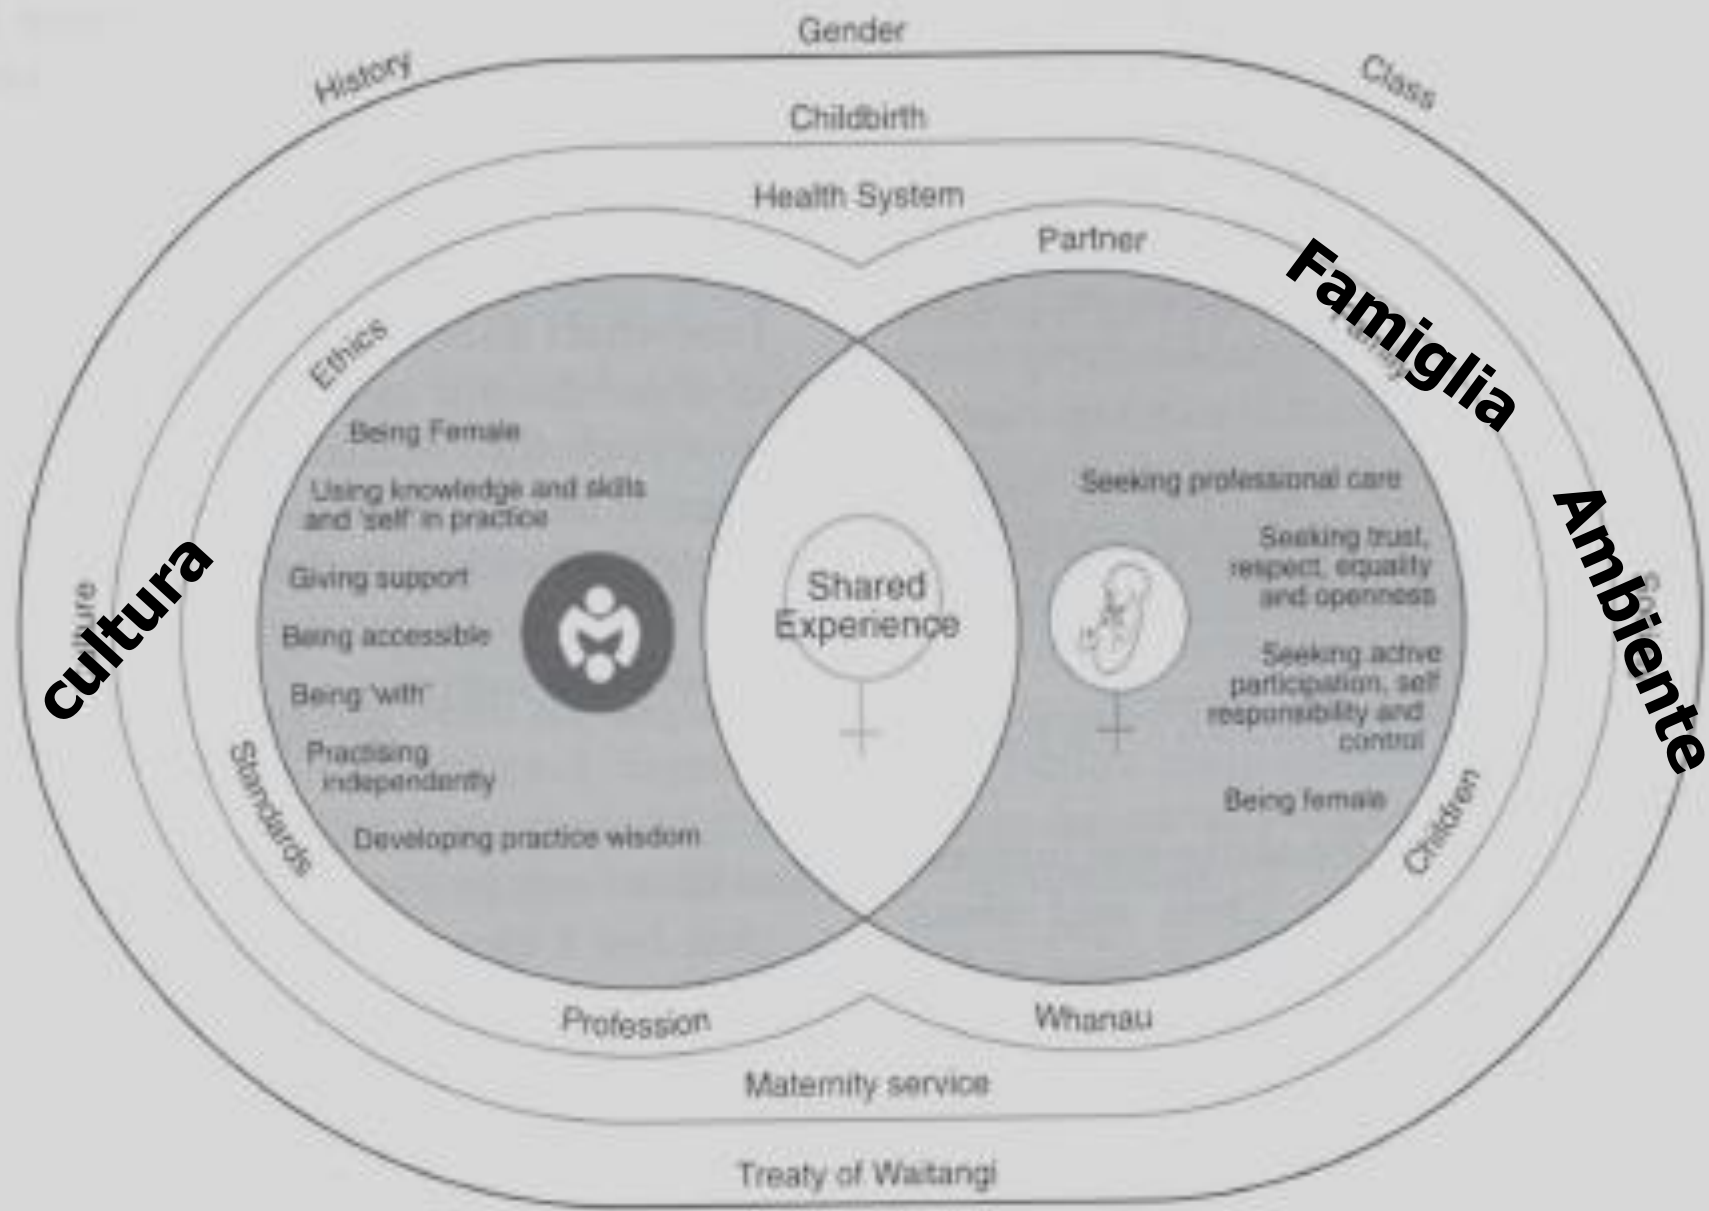 Gender
History
Class
Childbirth
Health System
Partner
Famiglia
Ethics
Being Female
Using knowledge and skills
and 'self' in practice
Giving support
Being accessible
Being 'with'
Practising
independently
Developing practice wisdom
Shared
Experience
Seeking professional care
Seeking trust,
respect, equality
and openness
Seeking active
participation, self
responsibility and
control
Being female
cultura
Ambiente
Standards
Children
Profession
Whanau
Maternity service
Treaty of Waitangi